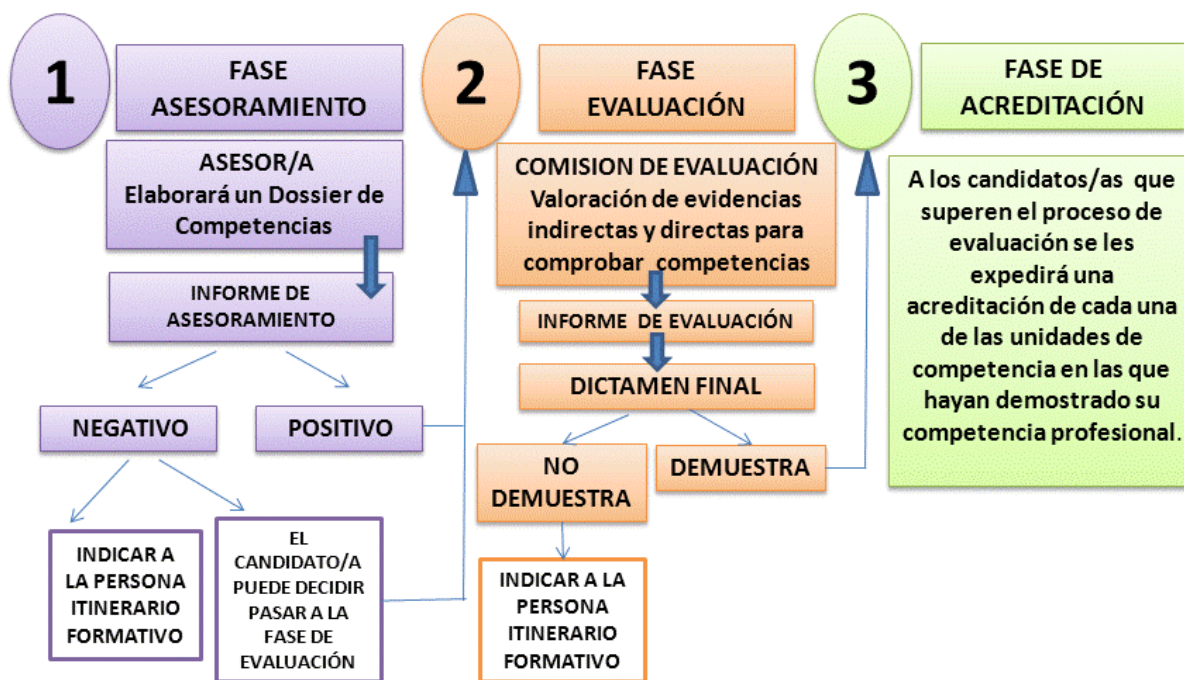 1
FASE
ASESORAMIENTO
ASESOR/A
Elaborará un Dossier de
Competencias
INFORME DE
ASESORAMIENTO
NEGATIVO
POSITIVO
INDICAR A
LA PERSONA
ITINERARIO
FORMATIVO
EL
CANDIDATO/A
PUEDE DECIDIR
PASAR A LA
FASE DE
EVALUACIÓN
2
FASE
EVALUACIÓN
COMISION DE EVALUACIÓN
Valoración de evidencias
indirectas y directas para
comprobar competencias
INFORME DE EVALUACIÓN
DICTAMEN FINAL
NO
DEMUESTRA
DEMUESTRA
INDICAR A LA
PERSONA
ITINERARIO
FORMATIVO
3
FASE DE
ACREDITACIÓN
A los candidatos/as que
superen el proceso de
evaluación se les
expedirá una
acreditación de cada una
de las unidades de
competencia en las que
hayan demostrado su
competencia profesional.